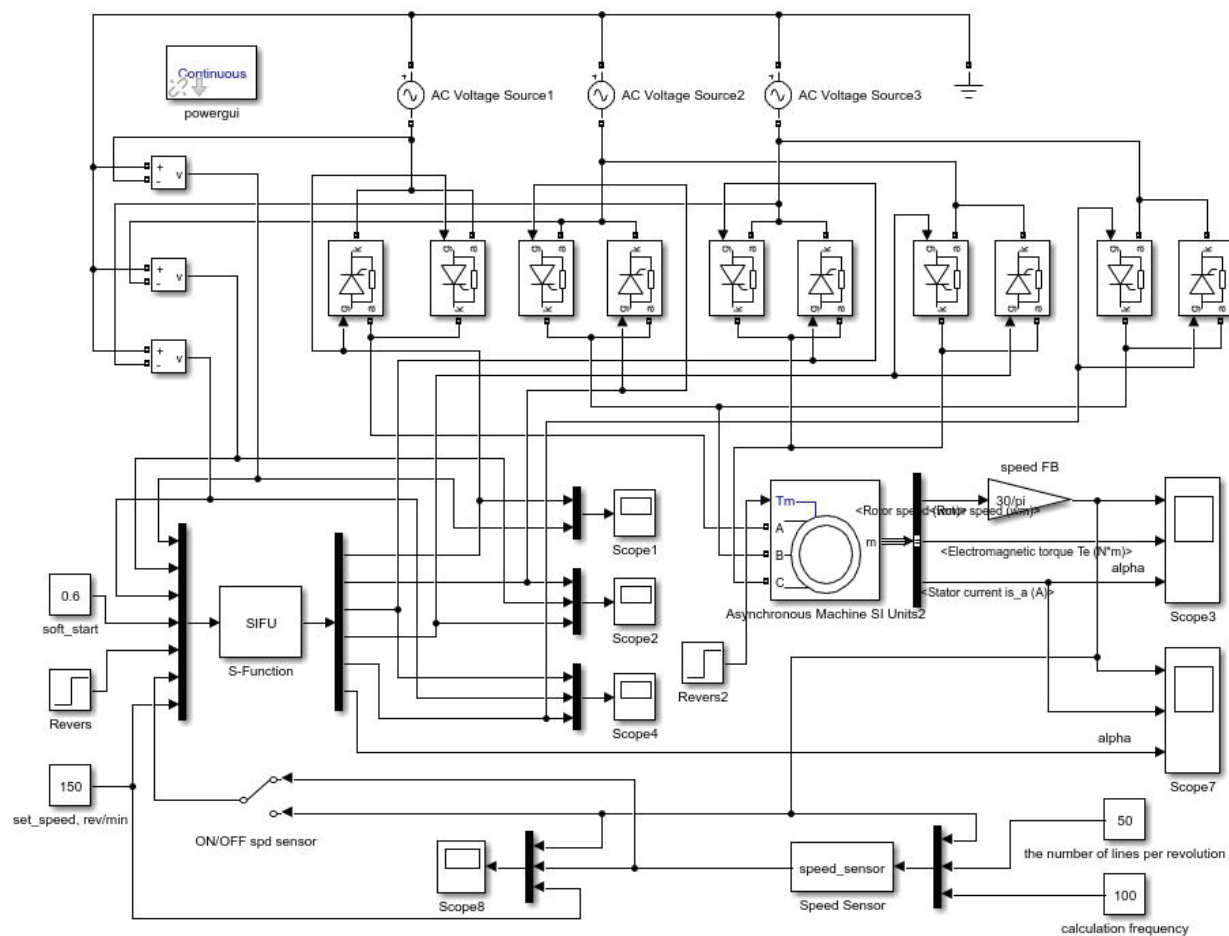 Continuous
powergui
AC Voltage Source1
AC Voltage Source2
AC Voltage Source3
+
-
v
+
-
v
+
-
v
k
g
a
g
a
k
g
a
k
k
g
a
g
a
k
k
g
a
g
a
k
k
g
a
g
a
k
k
g
a
speed FB
30/pi
Tm
A
B
C
m
Asynchronous Machine SI Units2
<Rotor speed (wm)>
<Electromagnetic torque Te (N*m)>
<Stator current is_a (A)>
alpha
Scope3
Scope1
Scope2
Scope4
0.6
soft_start
SIFU
S-Function
Revers
Revers2
alpha
Scope7
150
set_speed, rev/min
ON/OFF spd sensor
Scope8
speed_sensor
Speed Sensor
50
the number of lines per revolution
100
calculation frequency